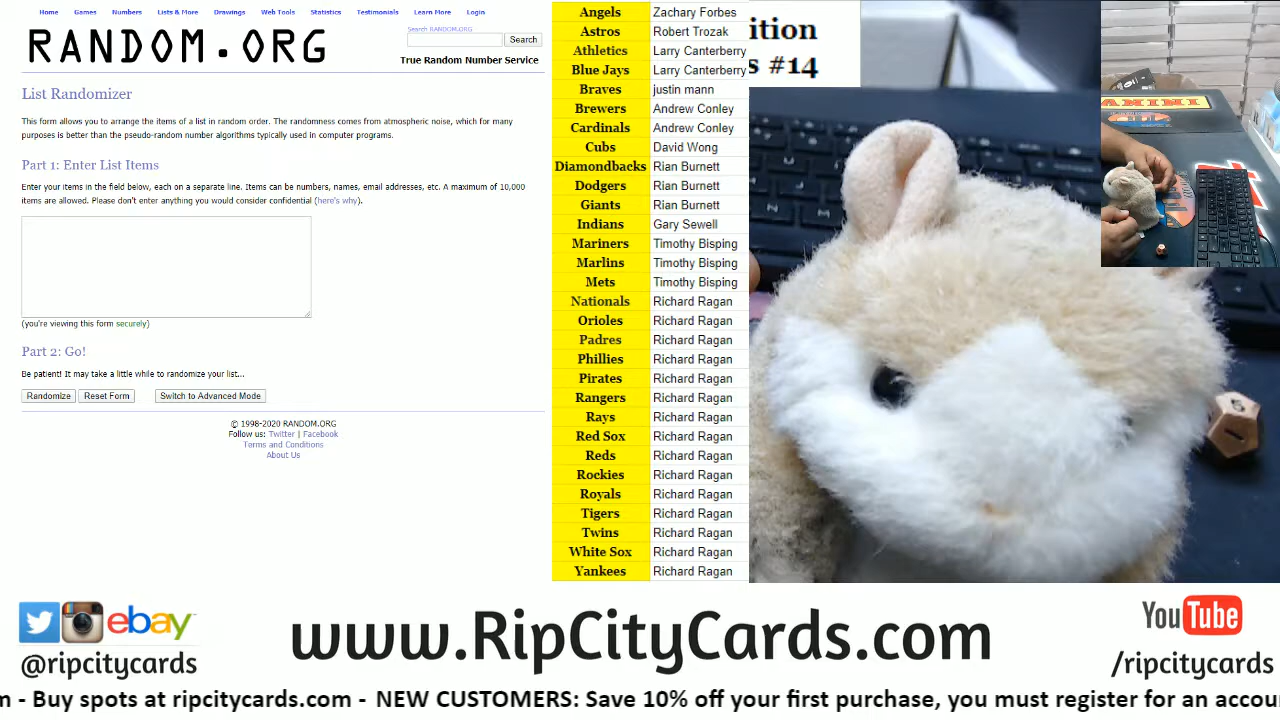 Home Games Numbers Lists & More Drawings Web Tools Statistics Testimonials Learn More Login
RANDOM.ORG
Search RANDOM.ORG
Search
True Random Number Service
List Randomizer
This form allows you to arrange the items of a list in random order. The randomness comes from atmospheric noise, which for many
purposes is better than the pseudo-random number algorithms typically used in computer programs.
Part 1: Enter List Items
Enter your items in the field below, each on a separate line. Items can be numbers, names, email addresses, etc. A maximum of 10,000
items are allowed. Please don't enter anything you would consider confidential (here's why).
(you're viewing this form securely)
Part 2: Go!
Be patient! It may take a little while to randomize your list...
Randomize Reset Form Switch to Advanced Mode
© 1998-2020 RANDOM.ORG
Follow us: Twitter | Facebook
Terms and Conditions
About Us
Angels Zachary Forbes
Astros Robert Trozak
Athletics Larry Canterberry
Blue Jays Larry Canterberry
Braves justin mann
Brewers Andrew Conley
Cardinals Andrew Conley
Cubs David Wong
Diamondbacks Rian Burnett
Dodgers Rian Burnett
Giants Rian Burnett
Indians Gary Sewell
Mariners Timothy Bisping
Marlins Timothy Bisping
Mets Timothy Bisping
Nationals Richard Ragan
Orioles Richard Ragan
Padres Richard Ragan
Phillies Richard Ragan
Pirates Richard Ragan
Rangers Richard Ragan
Rays Richard Ragan
Red Sox Richard Ragan
Reds Richard Ragan
Rockies Richard Ragan
Royals Richard Ragan
Tigers Richard Ragan
Twins Richard Ragan
White Sox Richard Ragan
Yankees Richard Ragan
ition
s #14
PANINI
ebay
@ripcitycards
www.RipCityCards.com
YouTube
/ripcitycards
m - Buy spots at ripcitycards.com - NEW CUSTOMERS: Save 10% off your first purchase, you must register for an accou